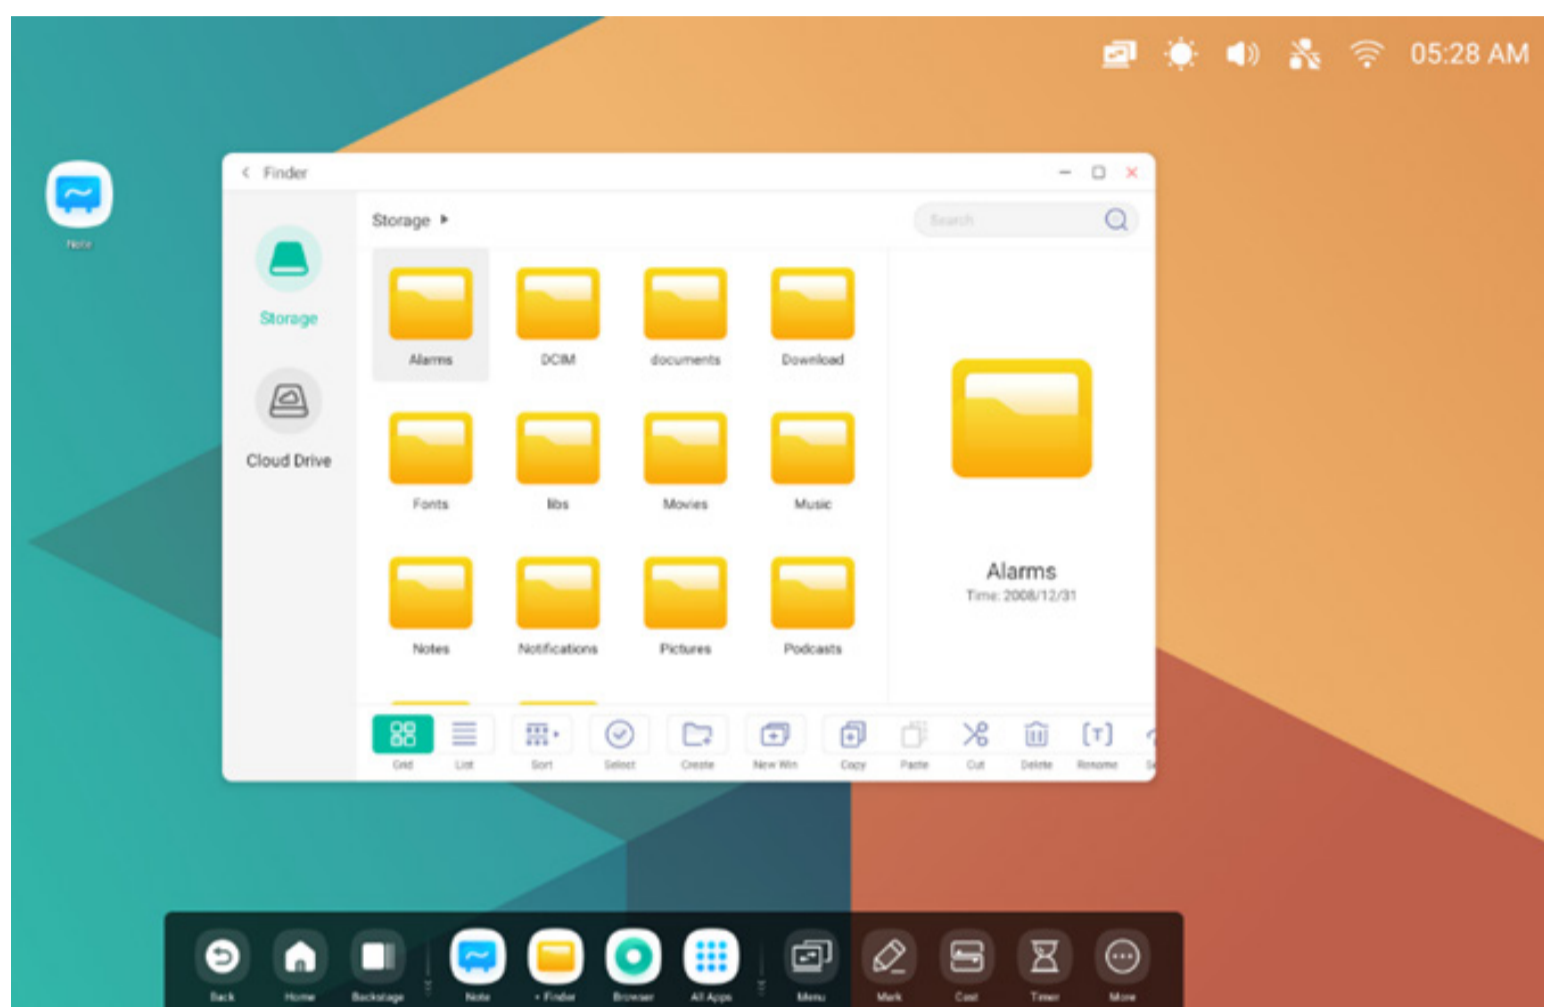 05:28 AM
Note
Finder
Storage
Search
Storage
Cloud Drive
Alarms DCIM documents Download
Fonts libs Movies Music
Notes Notifications Pictures Podcasts
Alarms
Time: 2008/12/31
Grid List Sort Select Create New Win Copy Paste Cut Delete Rename
Back Home Backstage Note • Finder Browser All Apps Menu Mark Cast Timer More